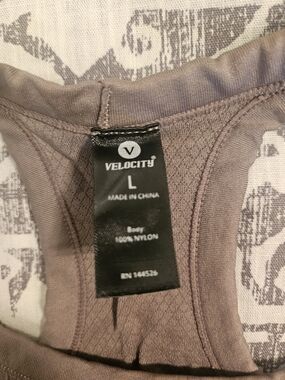 V
VELOCITY
L
MADE IN CHINA
Body
100% NYLON
RN 144526